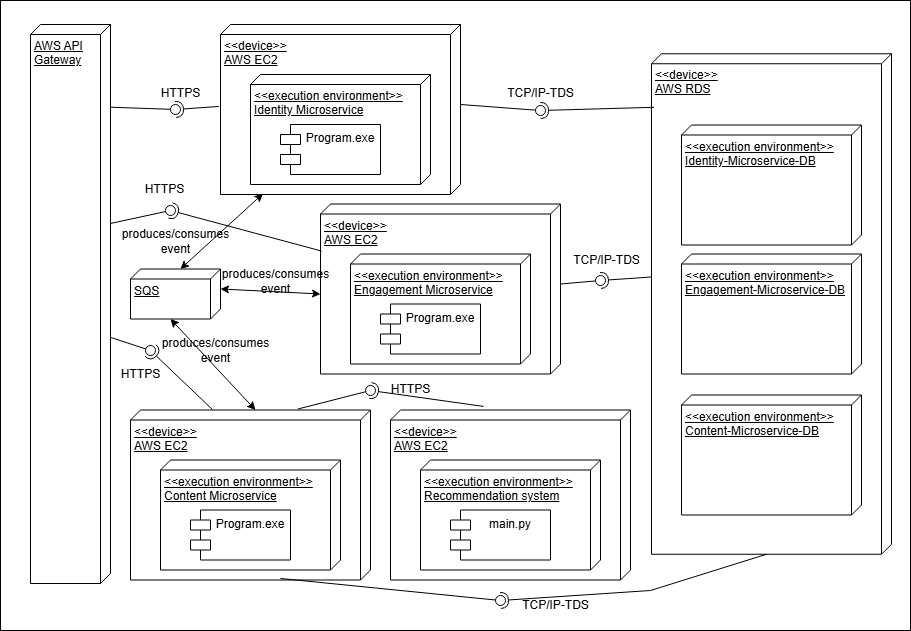 AWS API
Gateway
HTTPS
<<device>>
AWS EC2
<<execution environment>>
Identity Microservice
Program.exe
TCP/IP-TDS
<<device>>
AWS RDS
<<execution environment>>
Identity-Microservice-DB
HTTPS
produces/consumes
event
<<device>>
AWS EC2
<<execution environment>>
Engagement Microservice
Program.exe
TCP/IP-TDS
<<execution environment>>
Engagement-Microservice-DB
SQS
produces/consumes
event
produces/consumes
event
HTTPS
HTTPS
<<execution environment>>
Content-Microservice-DB
<<device>>
AWS EC2
<<execution environment>>
Content Microservice
Program.exe
<<device>>
AWS EC2
<<execution environment>>
Recommendation system
main.py
TCP/IP-TDS